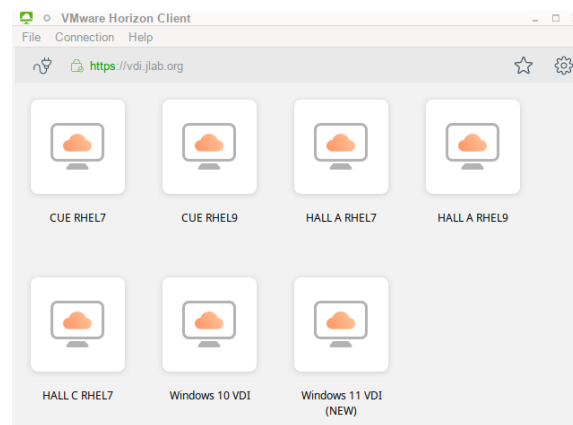 VMware Horizon Client
File Connection Help
https://vdi.jlab.org
CUE RHEL7 CUE RHEL9 HALL A RHEL7 HALL A RHEL9
HALL C RHEL7 Windows 10 VDI Windows 11 VDI
(NEW)